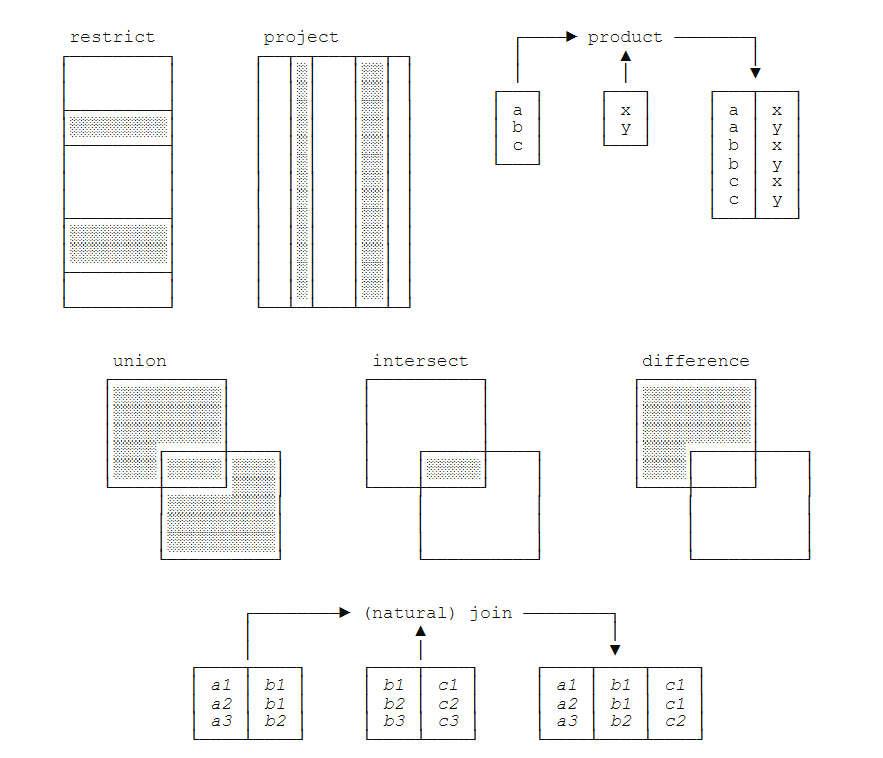 restrict project product
a x a x
b y a y
c b x
b y
c x
c y
union intersect difference
(natural) join
a1 b1 b1 c1 a1 b1 c1
a2 b1 b2 c2 a2 b1 c1
a3 b2 b3 c3 a3 b2 c2